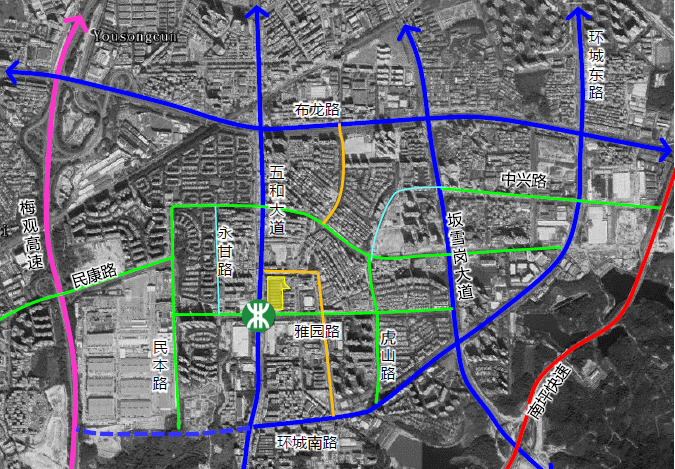 Yousongcun
环城东路
布龙路
五和大道
中兴路
梅观高速
永甘路
坂雪岗大道
民康路
雅园路
民本路
虎山路
南坪快速
环城南路